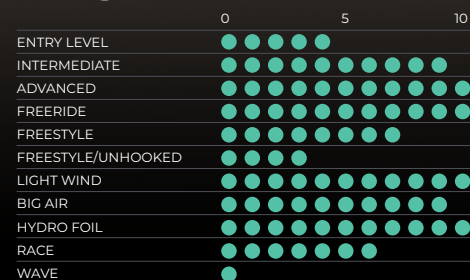 0 5 10
ENTRY LEVEL
INTERMEDIATE
ADVANCED
FREERIDE
FREESTYLE
FREESTYLE/UNHOOKED
LIGHT WIND
BIG AIR
HYDRO FOIL
RACE
WAVE